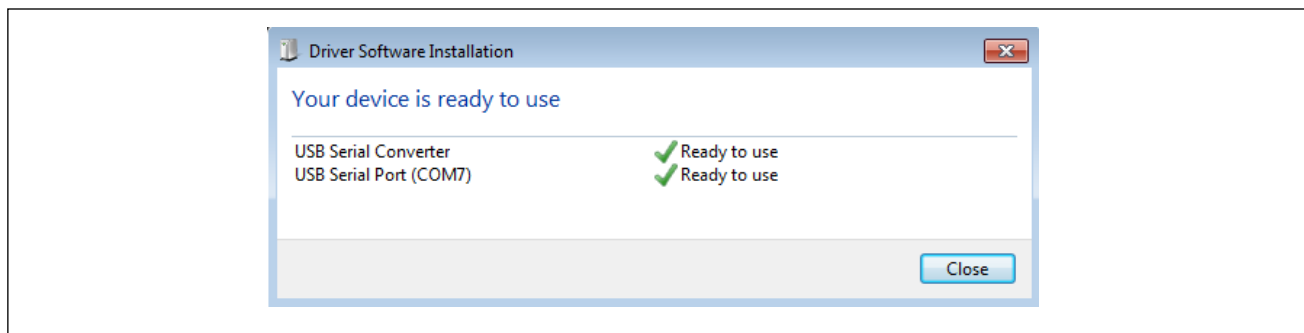 Driver Software Installation
Your device is ready to use
USB Serial Converter Ready to use
USB Serial Port (COM7) Ready to use
Close